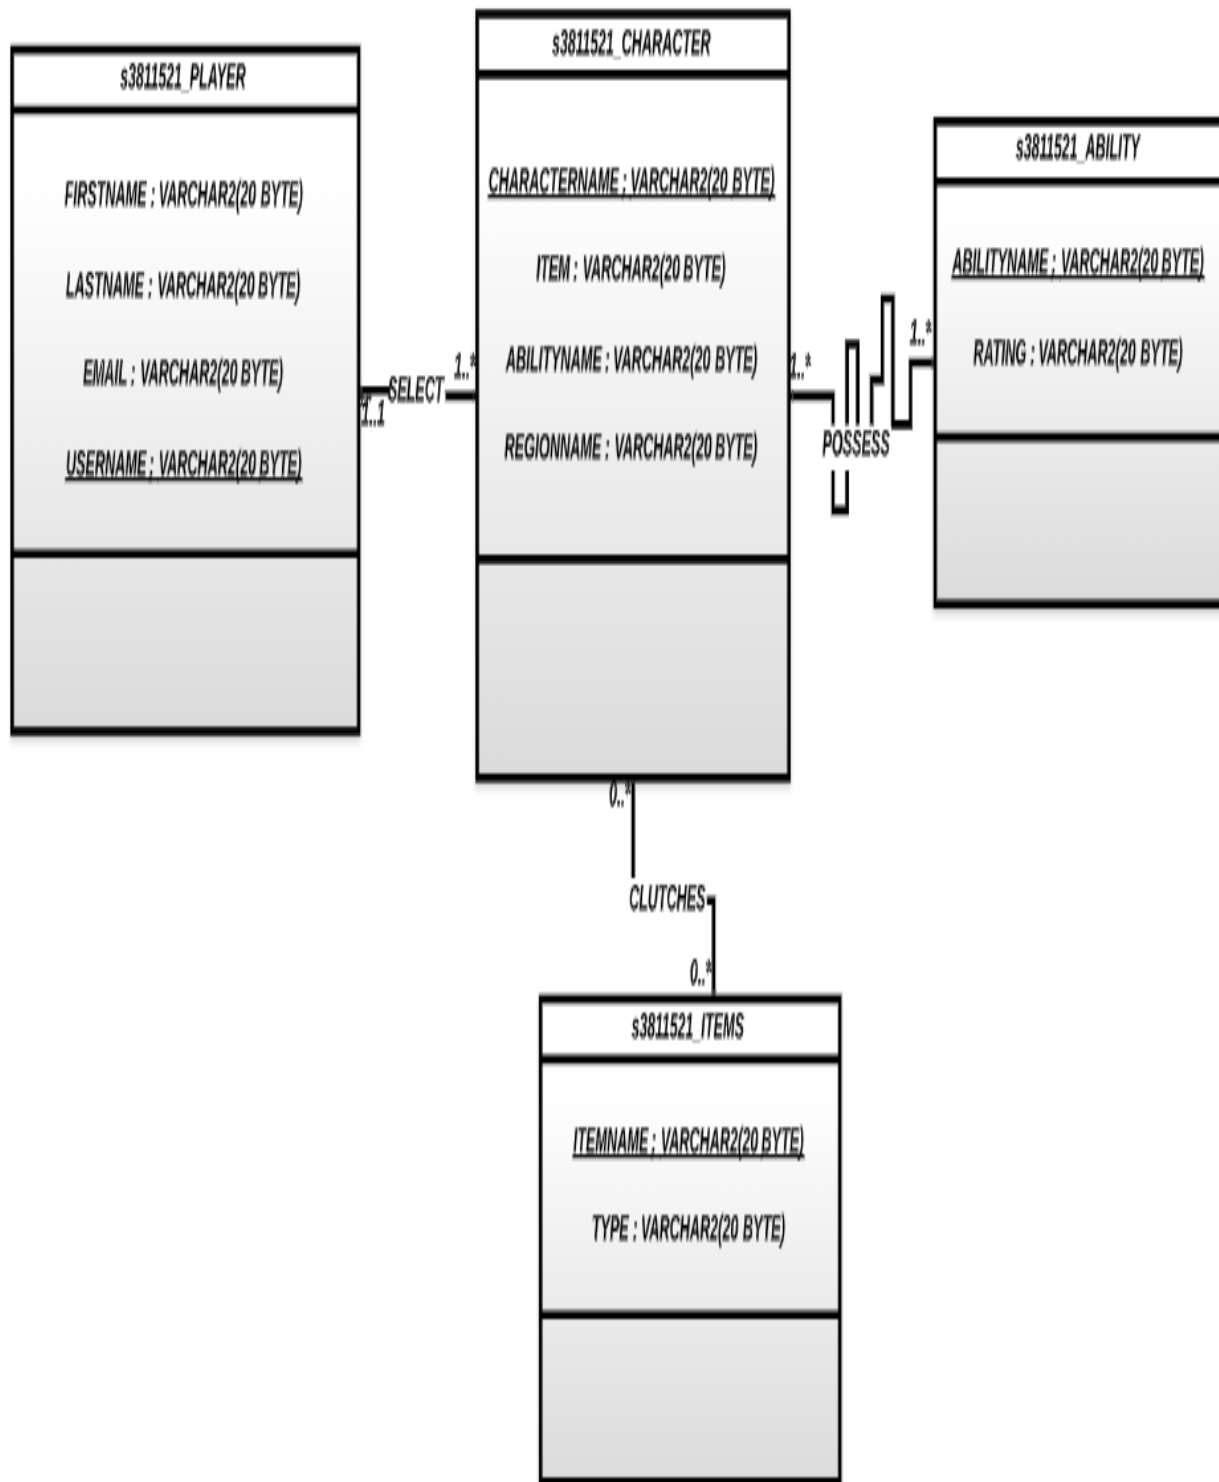 s3811521_PLAYER
FIRSTNAME : VARCHAR2(20 BYTE)
LASTNAME : VARCHAR2(20 BYTE)
EMAIL : VARCHAR2(20 BYTE)
USERNAME : VARCHAR2(20 BYTE)
1..1
SELECT
1..*
s3811521_CHARACTER
CHARACTERNAME : VARCHAR2(20 BYTE)
ITEM : VARCHAR2(20 BYTE)
ABILITYNAME : VARCHAR2(20 BYTE)
REGIONNAME : VARCHAR2(20 BYTE)
1..*
POSSESS
1..*
s3811521_ABILITY
ABILITYNAME : VARCHAR2(20 BYTE)
RATING : VARCHAR2(20 BYTE)
0..*
CLUTCHES
0..*
s3811521_ITEMS
ITEMNAME : VARCHAR2(20 BYTE)
TYPE : VARCHAR2(20 BYTE)